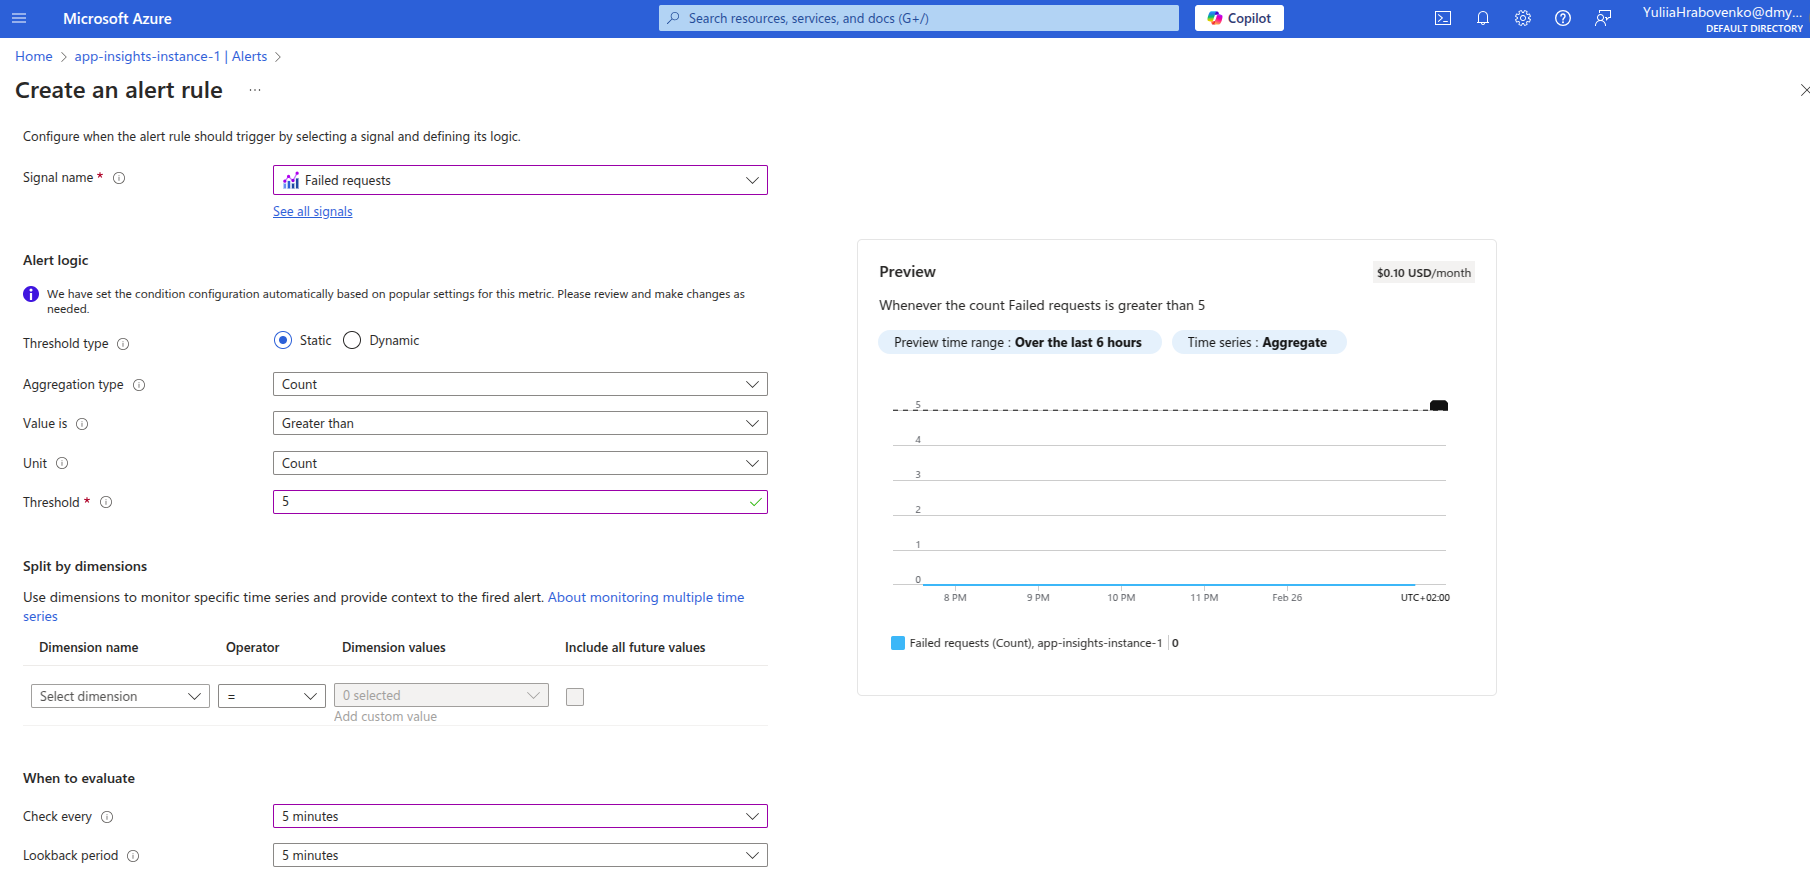 Microsoft Azure
Search resources, services, and docs (G+/)
Copilot
YuliiaHrabovenko@dmy...
DEFAULT DIRECTORY
Home > app-insights-instance-1 | Alerts >
Create an alert rule ...
Configure when the alert rule should trigger by selecting a signal and defining its logic.
Signal name *
Failed requests
See all signals
Alert logic
We have set the condition configuration automatically based on popular settings for this metric. Please review and make changes as
needed.
Threshold type
Static
Dynamic
Aggregation type
Count
Value is
Greater than
Unit
Count
Threshold *
5
Split by dimensions
Use dimensions to monitor specific time series and provide context to the fired alert. About monitoring multiple time
series
Dimension name Operator Dimension values Include all future values
Select dimension = 0 selected
Add custom value
When to evaluate
Check every
5 minutes
Lookback period
5 minutes
Preview
$0.10 USD/month
Whenever the count Failed requests is greater than 5
Preview time range : Over the last 6 hours
Time series : Aggregate
5
4
3
2
1
0
8 PM 9 PM 10 PM 11 PM Feb 26 UTC+02:00
Failed requests (Count), app-insights-instance-1 | 0